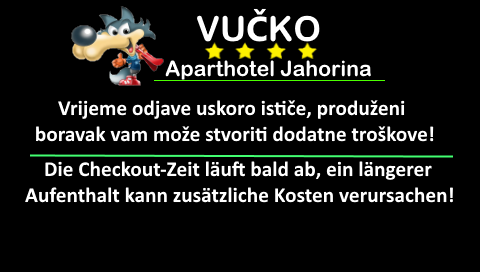 VUČKO
Aparthotel Jahorina
Vrijeme odjave uskoro ističe, produženi
boravak vam može stvoriti dodatne troškove!
Die Checkout-Zeit läuft bald ab, ein längerer
Aufenthalt kann zusätzliche Kosten verursachen!